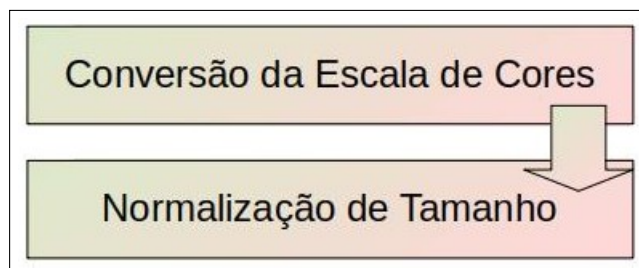 Conversão da Escala de Cores
Normalização de Tamanho